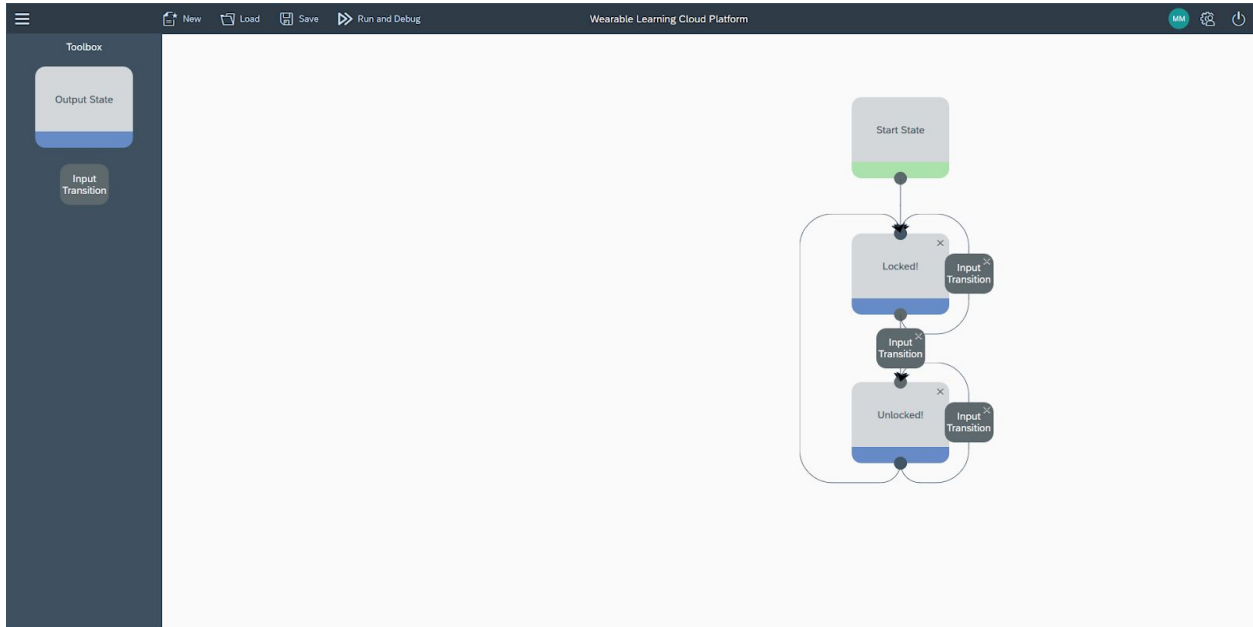 New
Load
Save
Run and Debug
Wearable Learning Cloud Platform
MM
Toolbox
Output State
Input
Transition
Start State
Locked!
Input
Transition
Input
Transition
Unlocked!
Input
Transition